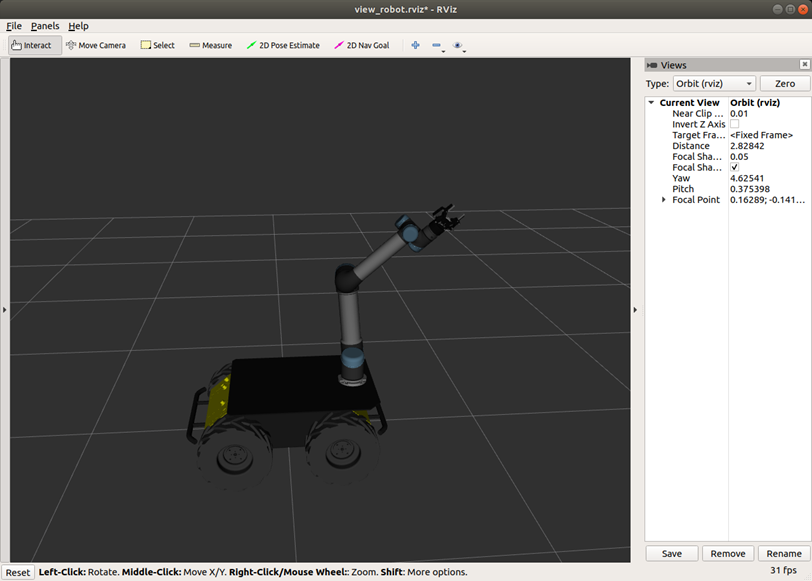 view_robot.rviz* - RViz
File Panels Help
Interact Move Camera Select Measure 2D Pose Estimate 2D Nav Goal
Views
Type: Orbit (rviz) Zero
Current View Orbit (rviz)
Near Clip ... 0.01
Invert Z Axis
Target Fra... <Fixed Frame>
Distance 2.82842
Focal Sha... 0.05
Focal Sha...
Yaw 4.62541
Pitch 0.375398
Focal Point 0.16289; -0.141...
Save Remove Rename
Reset Left-Click: Rotate. Middle-Click: Move X/Y. Right-Click/Mouse Wheel:: Zoom. Shift: More options. 31 fps